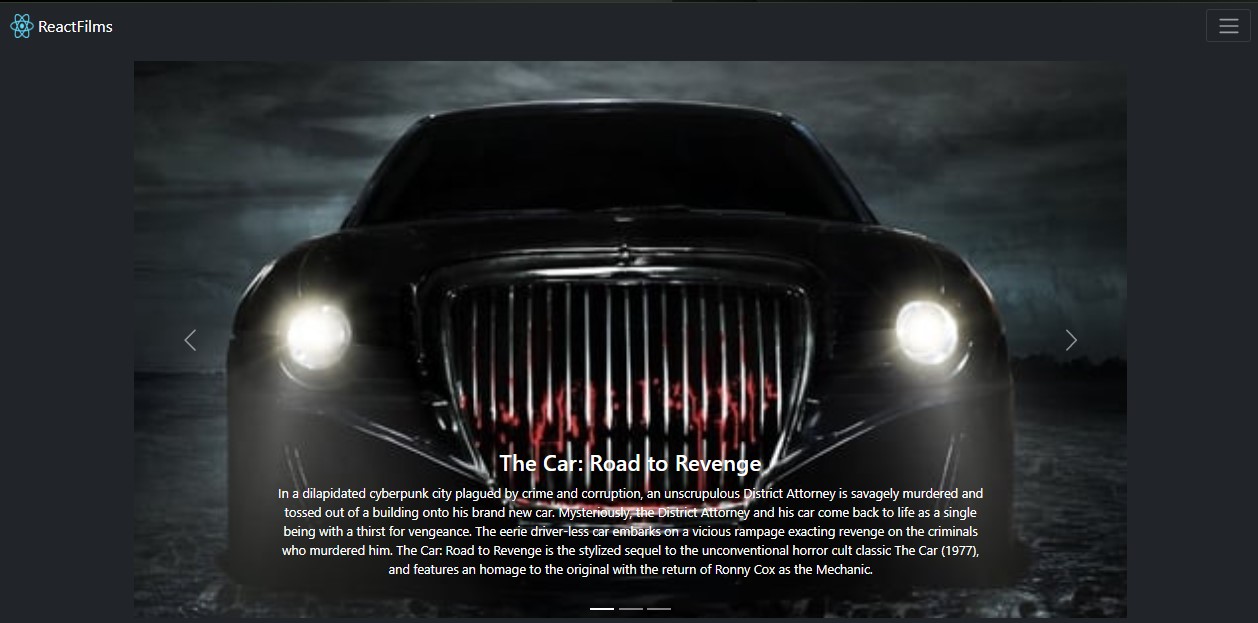 ReactFilms
The Car: Road to Revenge
In a dilapidated cyberpunk city plagued by crime and corruption, an unscrupulous District Attorney is savagely murdered and
tossed out of a building onto his brand new car. Mysteriously, the District Attorney and his car come back to life as a single
being with a thirst for vengeance. The eerie driver-less car embarks on a vicious rampage exacting revenge on the criminals
who murdered him. The Car: Road to Revenge is the stylized sequel to the unconventional horror cult classic The Car (1977),
and features an homage to the original with the return of Ronny Cox as the Mechanic.